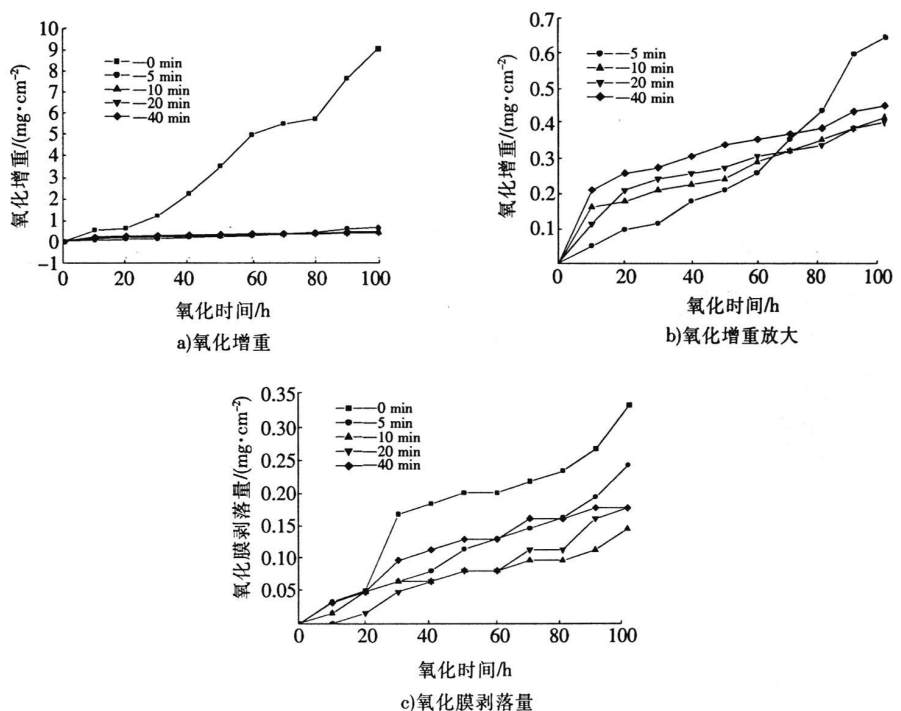 氧化增重/(mg·cm⁻²)
10
9
8
7
6
5
4
3
2
1
0
−1
—0 min
—5 min
—10 min
—20 min
—40 min
0 20 40 60 80 100
氧化时间/h
a)氧化增重
氧化增重/(mg·cm⁻²)
0.7
0.6
0.5
0.4
0.3
0.2
0.1
—5 min
—10 min
—20 min
—40 min
0 20 40 60 80 100
氧化时间/h
b)氧化增重放大
氧化膜剥落量/(mg·cm⁻²)
0.35
0.30
0.25
0.20
0.15
0.10
0.05
—0 min
—5 min
—10 min
—20 min
—40 min
0 20 40 60 80 100
氧化时间/h
c)氧化膜剥落量